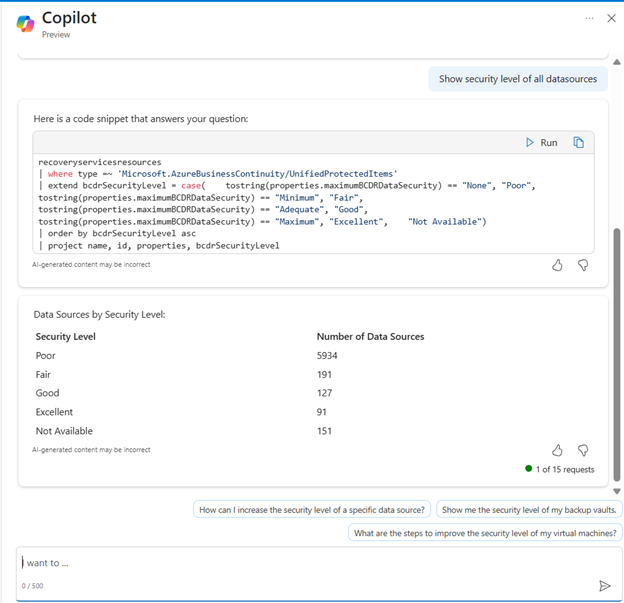 Copilot
Preview
Show security level of all datasources
Here is a code snippet that answers your question:
Run
recoveryservicesresources
| where type =~ 'Microsoft.AzureBusinessContinuity/UnifiedProtectedItems'
| extend bcdrSecurityLevel = case(    tostring(properties.maximumBCDRDataSecurity) == "None", "Poor",
tostring(properties.maximumBCDRDataSecurity) == "Minimum", "Fair",
tostring(properties.maximumBCDRDataSecurity) == "Adequate", "Good",
tostring(properties.maximumBCDRDataSecurity) == "Maximum", "Excellent",    "Not Available")
| order by bcdrSecurityLevel asc
| project name, id, properties, bcdrSecurityLevel
AI-generated content may be incorrect
Data Sources by Security Level:
Security Level Number of Data Sources
Poor 5934
Fair 191
Good 127
Excellent 91
Not Available 151
AI-generated content may be incorrect
1 of 15 requests
How can I increase the security level of a specific data source? Show me the security level of my backup vaults.
What are the steps to improve the security level of my virtual machines?
I want to ...
0 / 500